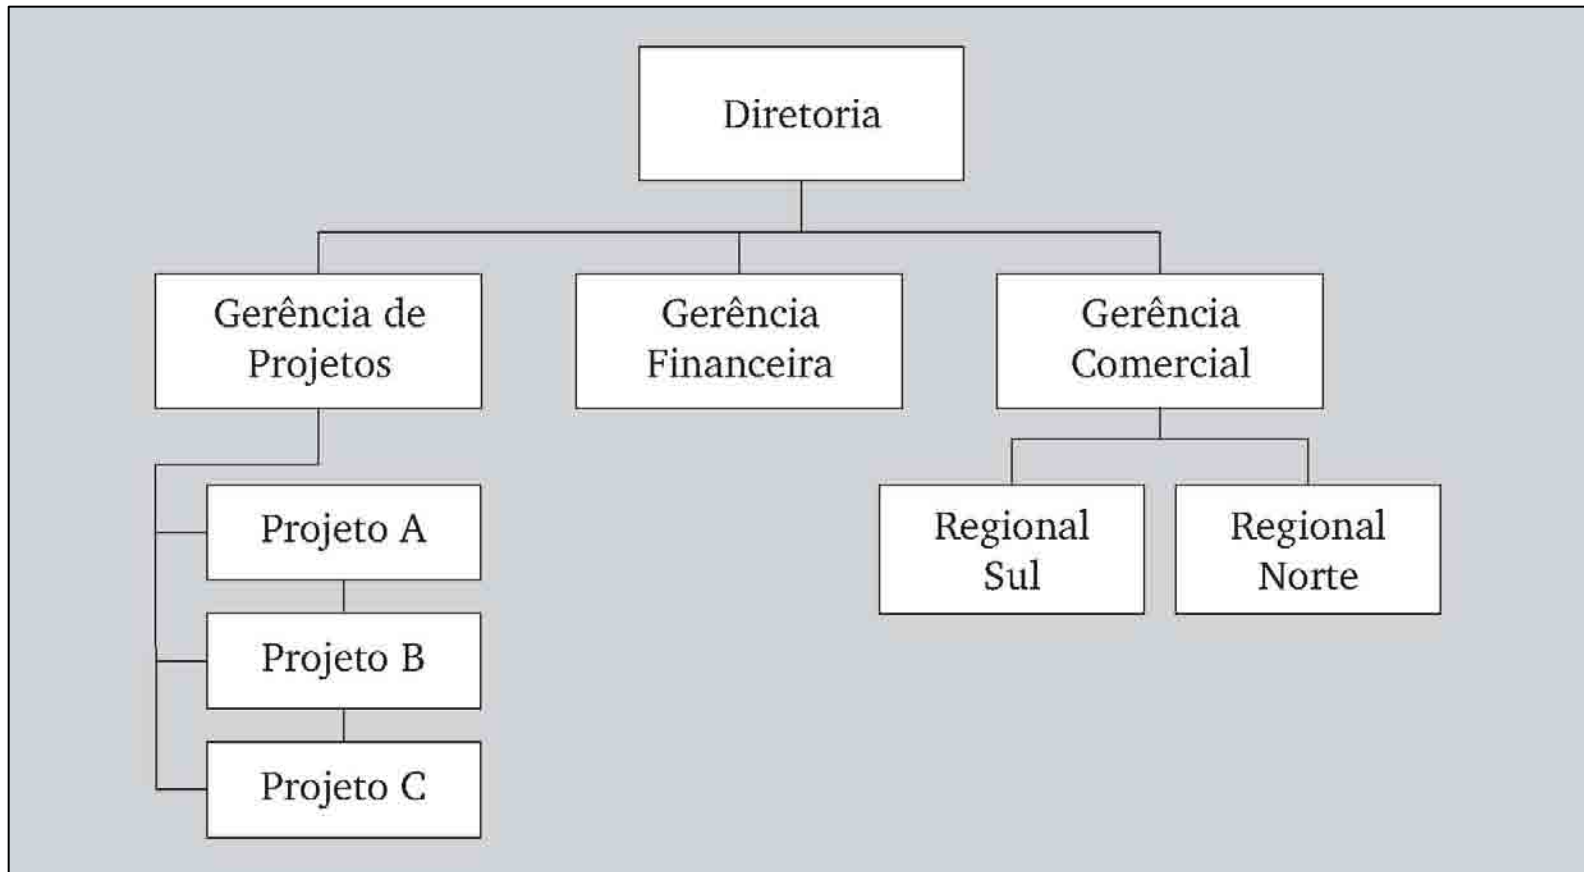 Diretoria
Gerência de
Projetos
Gerência
Financeira
Gerência
Comercial
Projeto A
Projeto B
Projeto C
Regional
Sul
Regional
Norte